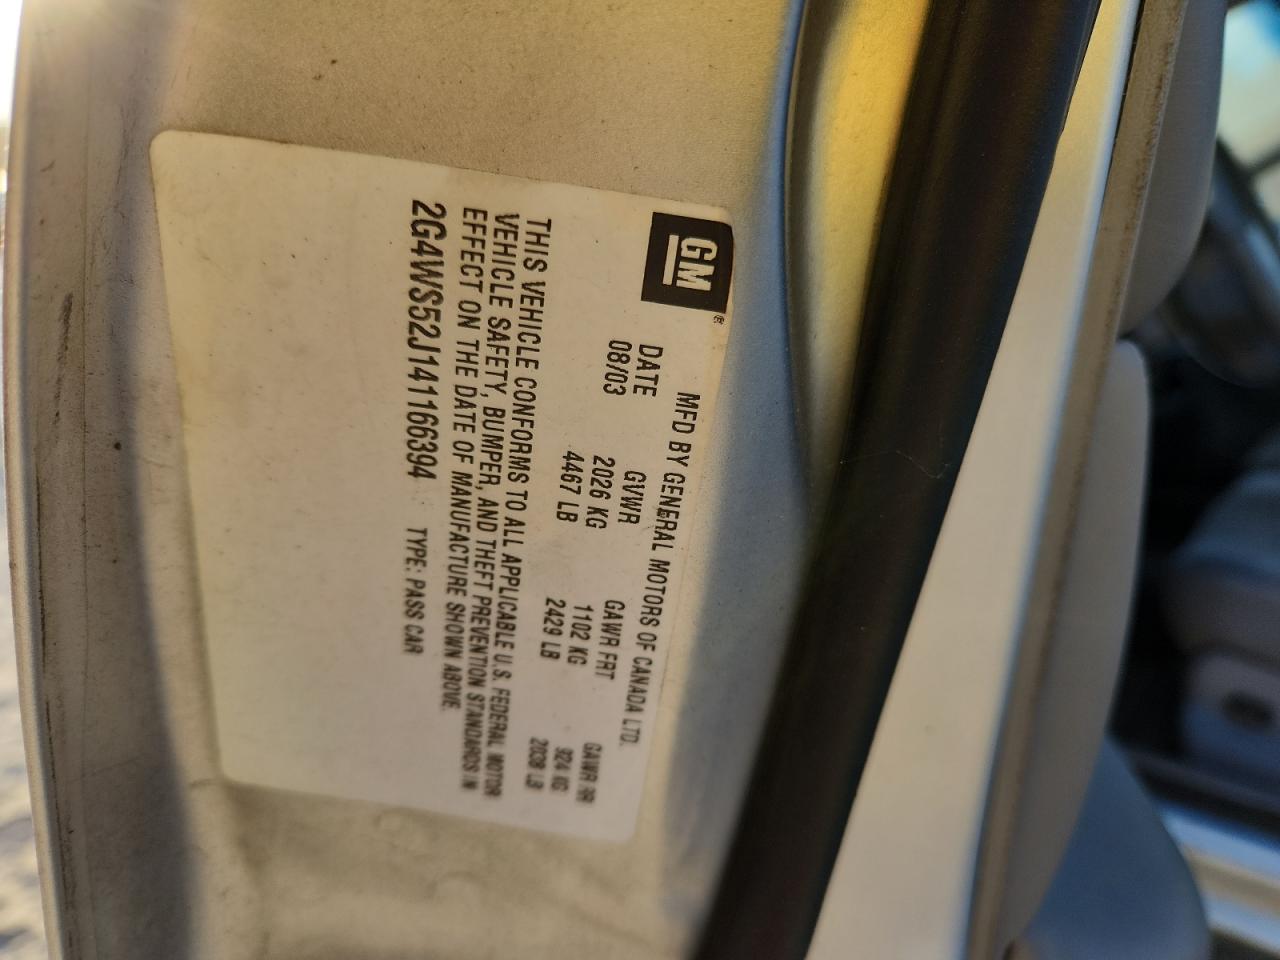 GM®
MFD BY GENERAL MOTORS OF CANADA LTD.
DATE GVWR GAWR FRT GAWR RR
08/03 2026 KG 1102 KG 924 KG
4467 LB 2429 LB 2038 LB
THIS VEHICLE CONFORMS TO ALL APPLICABLE U.S. FEDERAL MOTOR
VEHICLE SAFETY, BUMPER, AND THEFT PREVENTION STANDARDS IN
EFFECT ON THE DATE OF MANUFACTURE SHOWN ABOVE.
2G4WS52J141166394 TYPE: PASS CAR